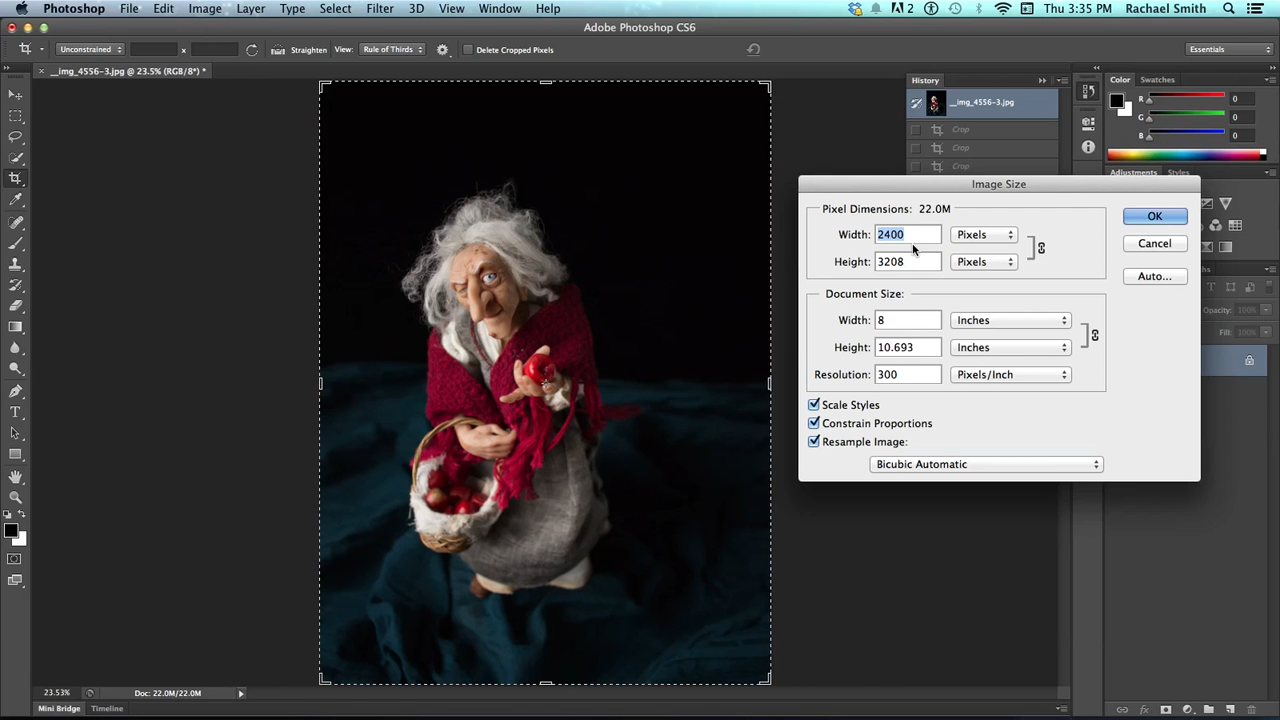 Photoshop File Edit Image Layer Type Select Filter 3D View Window Help 2 Thu 3:35 PM Rachael Smith
Adobe Photoshop CS6
Unconstrained x Straighten View: Rule of Thirds Delete Cropped Pixels Essentials
× __img_4556-3.jpg @ 23.5% (RGB/8*) *
History
Color Swatches
__img_4556-3.jpg
R 0
Crop
G 0
Crop
B 0
Crop
Adjustments Styles
Image Size
Pixel Dimensions: 22.0M
Width: 2400 Pixels
OK
Cancel
Height: 3208 Pixels
Auto...
Document Size:
Width: 8 Inches
Height: 10.693 Inches
Resolution: 300 Pixels/Inch
Scale Styles
Constrain Proportions
Resample Image:
Bicubic Automatic
Opacity: 100%
Fill: 100%
23.53% Doc: 22.0M/22.0M
Mini Bridge Timeline